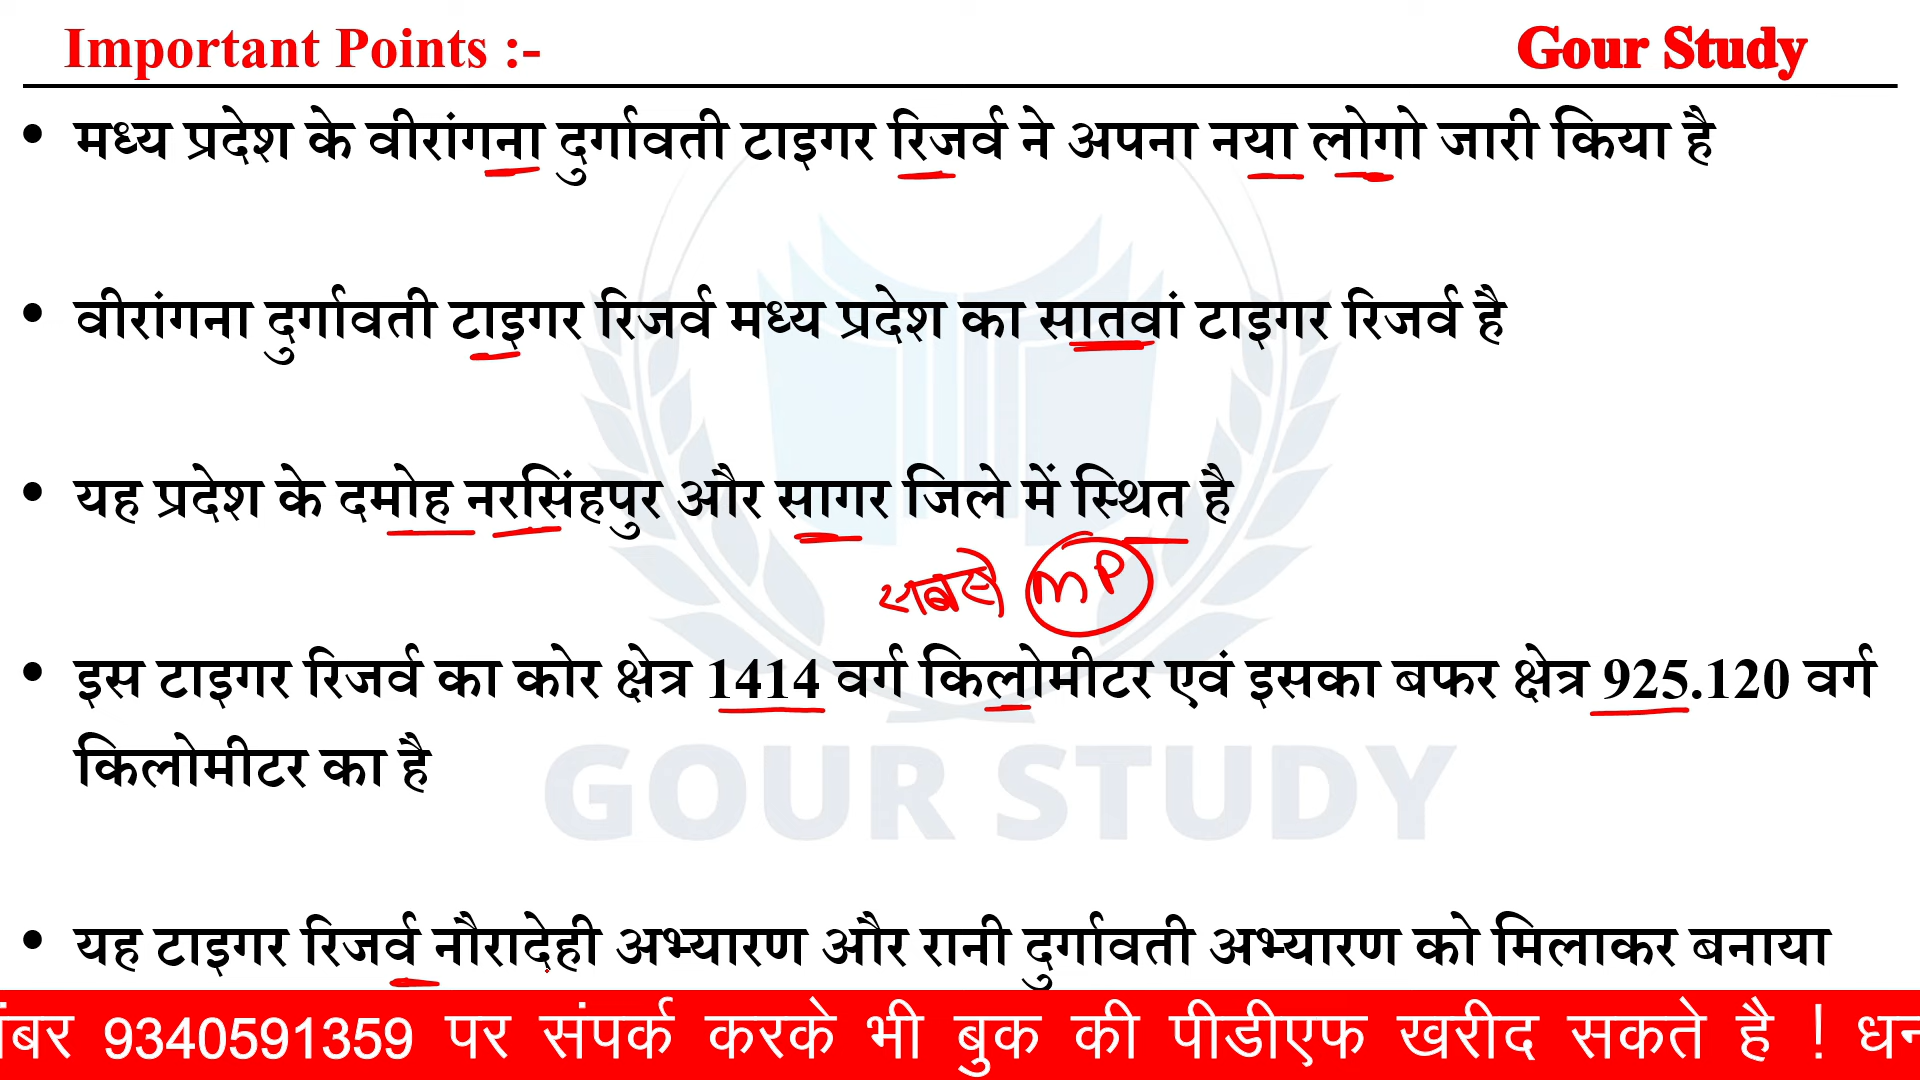 Important Points :-
Gour Study
• मध्य प्रदेश के वीरांगना दुर्गावती टाइगर रिजर्व ने अपना नया लोगो जारी किया है
• वीरांगना दुर्गावती टाइगर रिजर्व मध्य प्रदेश का सातवां टाइगर रिजर्व है
• यह प्रदेश के दमोह नरसिंहपुर और सागर जिले में स्थित है
सबसे MP
• इस टाइगर रिजर्व का कोर क्षेत्र 1414 वर्ग किलोमीटर एवं इसका बफर क्षेत्र 925.120 वर्ग
किलोमीटर का है
GOUR STUDY
• यह टाइगर रिजर्व नौरादेही अभ्यारण और रानी दुर्गावती अभ्यारण को मिलाकर बनाया
9340591359 पर संपर्क करके भी बुक की पीडीएफ खरीद सकते है !